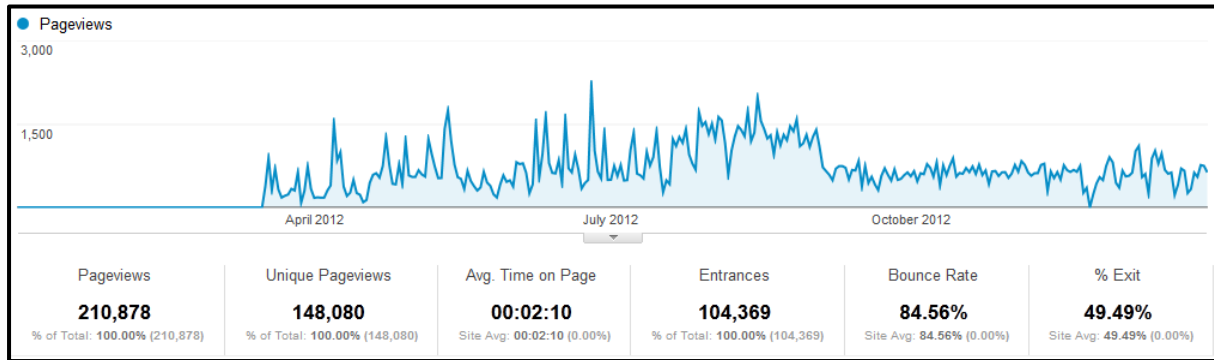 Pageviews
3,000
1,500
April 2012 July 2012 October 2012
Pageviews Unique Pageviews Avg. Time on Page Entrances Bounce Rate % Exit
210,878 148,080 00:02:10 104,369 84.56% 49.49%
% of Total: 100.00% (210,878) % of Total: 100.00% (148,080) Site Avg: 00:02:10 (0.00%) % of Total: 100.00% (104,369) Site Avg: 84.56% (0.00%) Site Avg: 49.49% (0.00%)